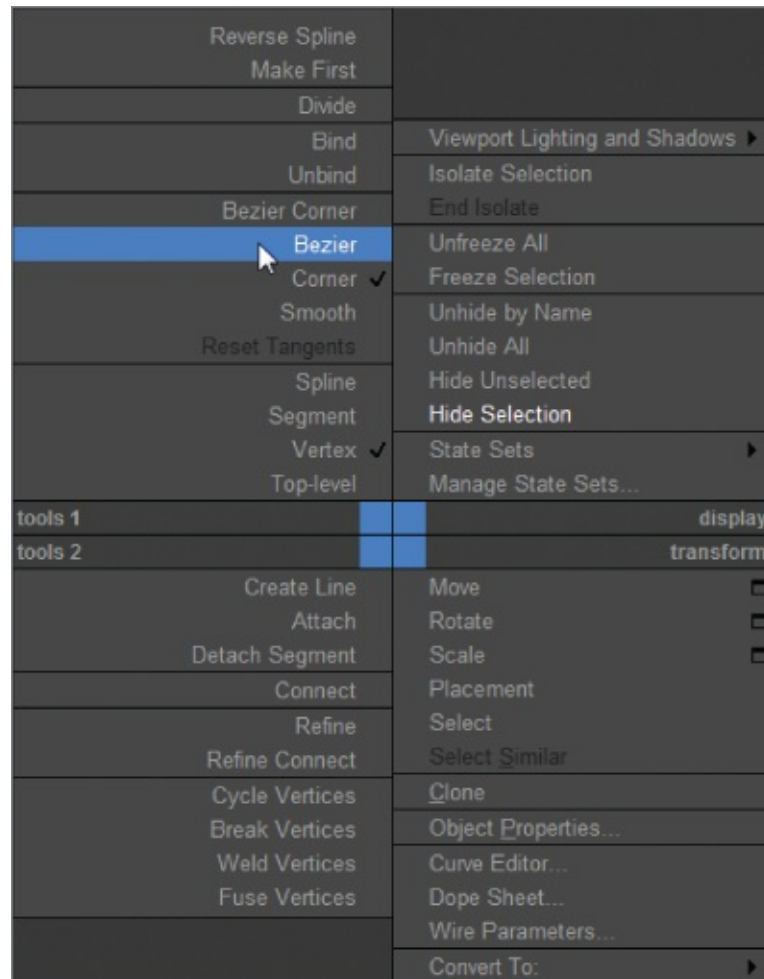 Reverse Spline
Make First
Divide
Bind
Unbind
Bezier Corner
Bezier
Corner
Smooth
Reset Tangents
Spline
Segment
Vertex
Top-level
tools 1
Viewport Lighting and Shadows
Isolate Selection
End Isolate
Unfreeze All
Freeze Selection
Unhide by Name
Unhide All
Hide Unselected
Hide Selection
State Sets
Manage State Sets...
display
tools 2
Create Line
Attach
Detach Segment
Connect
Refine
Refine Connect
Cycle Vertices
Break Vertices
Weld Vertices
Fuse Vertices
transform
Move
Rotate
Scale
Placement
Select
Select Similar
Clone
Object Properties...
Curve Editor...
Dope Sheet...
Wire Parameters...
Convert To: